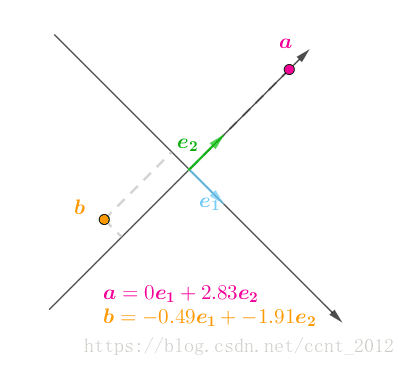 a
e₂
b
e₁
a = 0e₁ + 2.83e₂
b = −0.49e₁ + −1.91e₂
https://blog.csdn.net/ccnt_2012